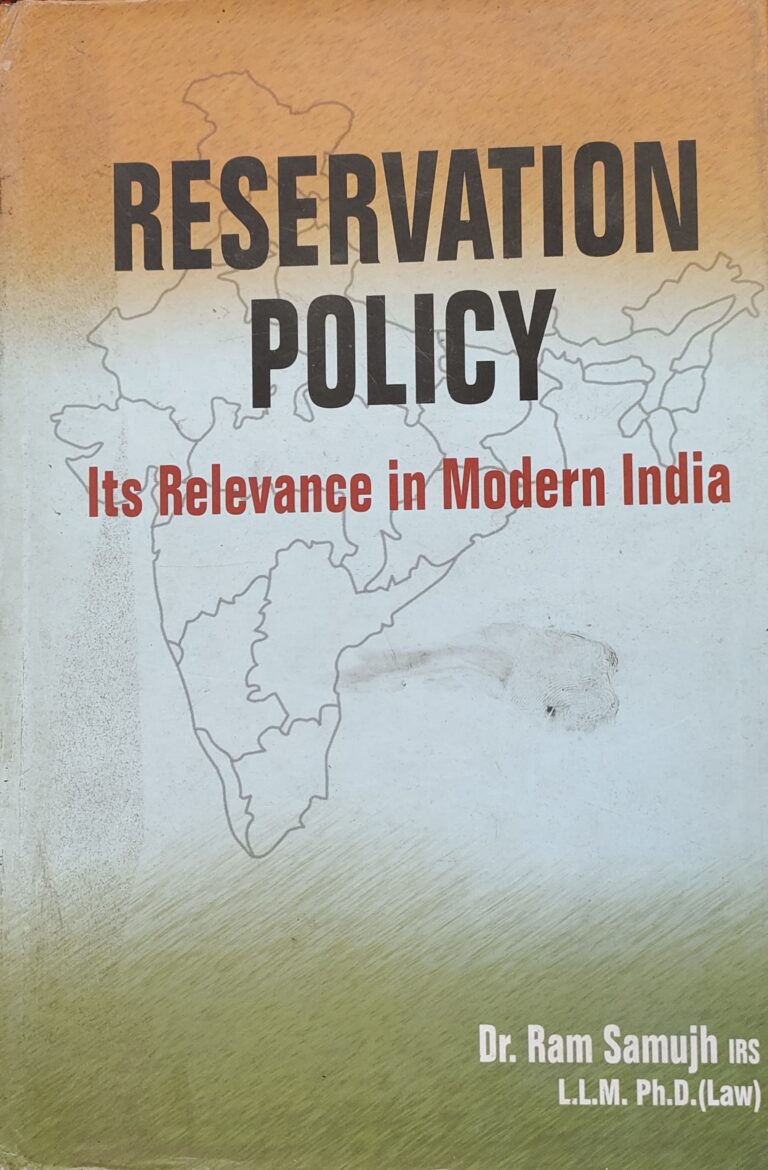 RESERVATION
POLICY
Its Relevance in Modern India
Dr. Ram Samujh IRS
L.L.M. Ph.D.(Law)